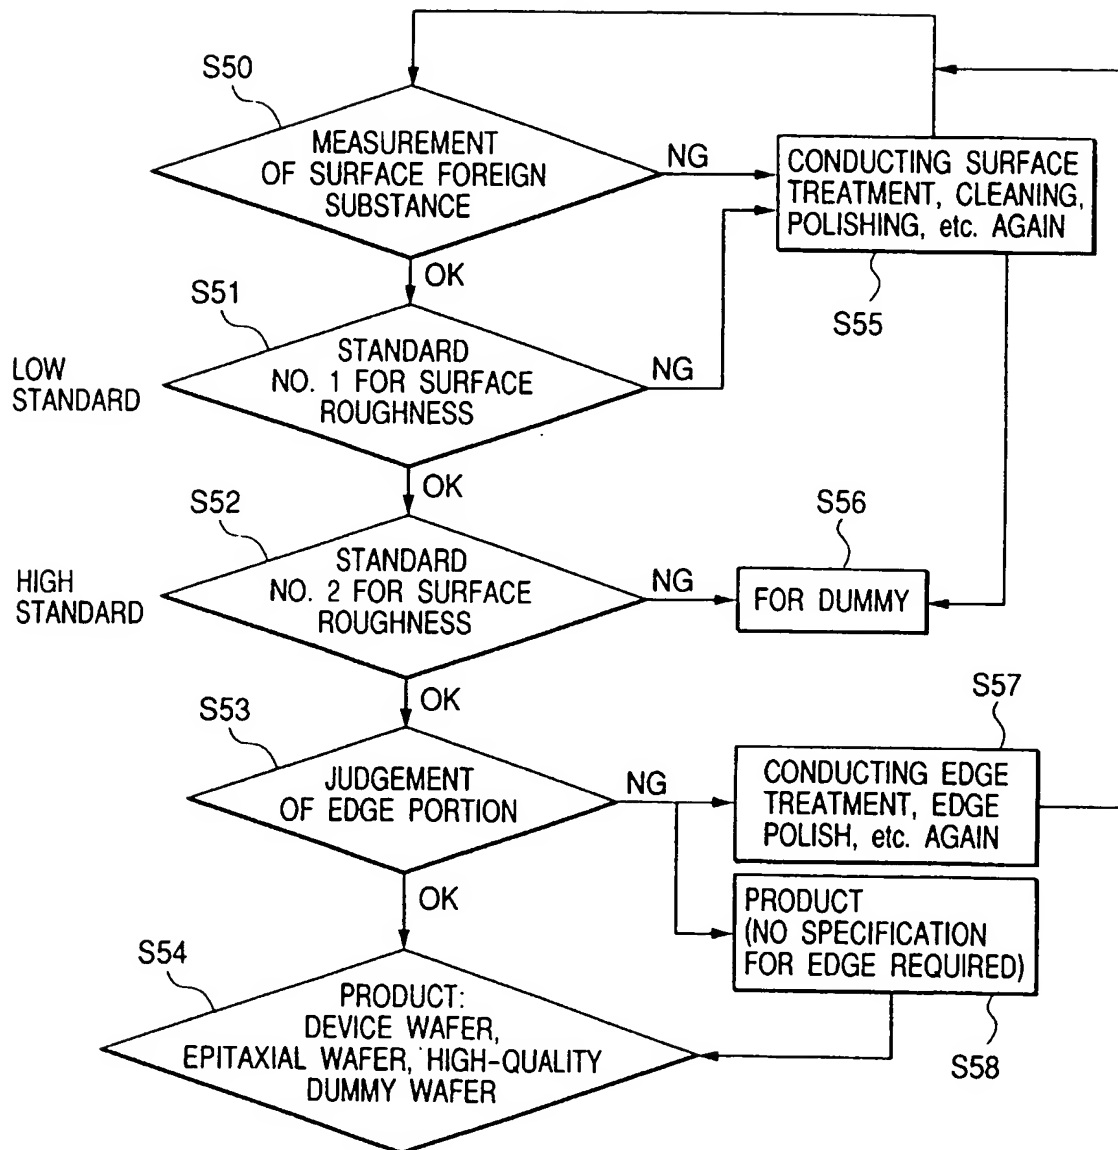 S50
MEASUREMENT
OF SURFACE FOREIGN
SUBSTANCE
NG
CONDUCTING SURFACE
TREATMENT, CLEANING,
POLISHING, etc. AGAIN
S55
OK
S51
LOW
STANDARD
STANDARD
NO. 1 FOR SURFACE
ROUGHNESS
NG
OK
S52
HIGH
STANDARD
STANDARD
NO. 2 FOR SURFACE
ROUGHNESS
NG
S56
FOR DUMMY
OK
S53
JUDGEMENT
OF EDGE PORTION
NG
S57
CONDUCTING EDGE
TREATMENT, EDGE
POLISH, etc. AGAIN
PRODUCT
(NO SPECIFICATION
FOR EDGE REQUIRED)
S58
OK
S54
PRODUCT:
DEVICE WAFER,
EPITAXIAL WAFER, HIGH-QUALITY
DUMMY WAFER